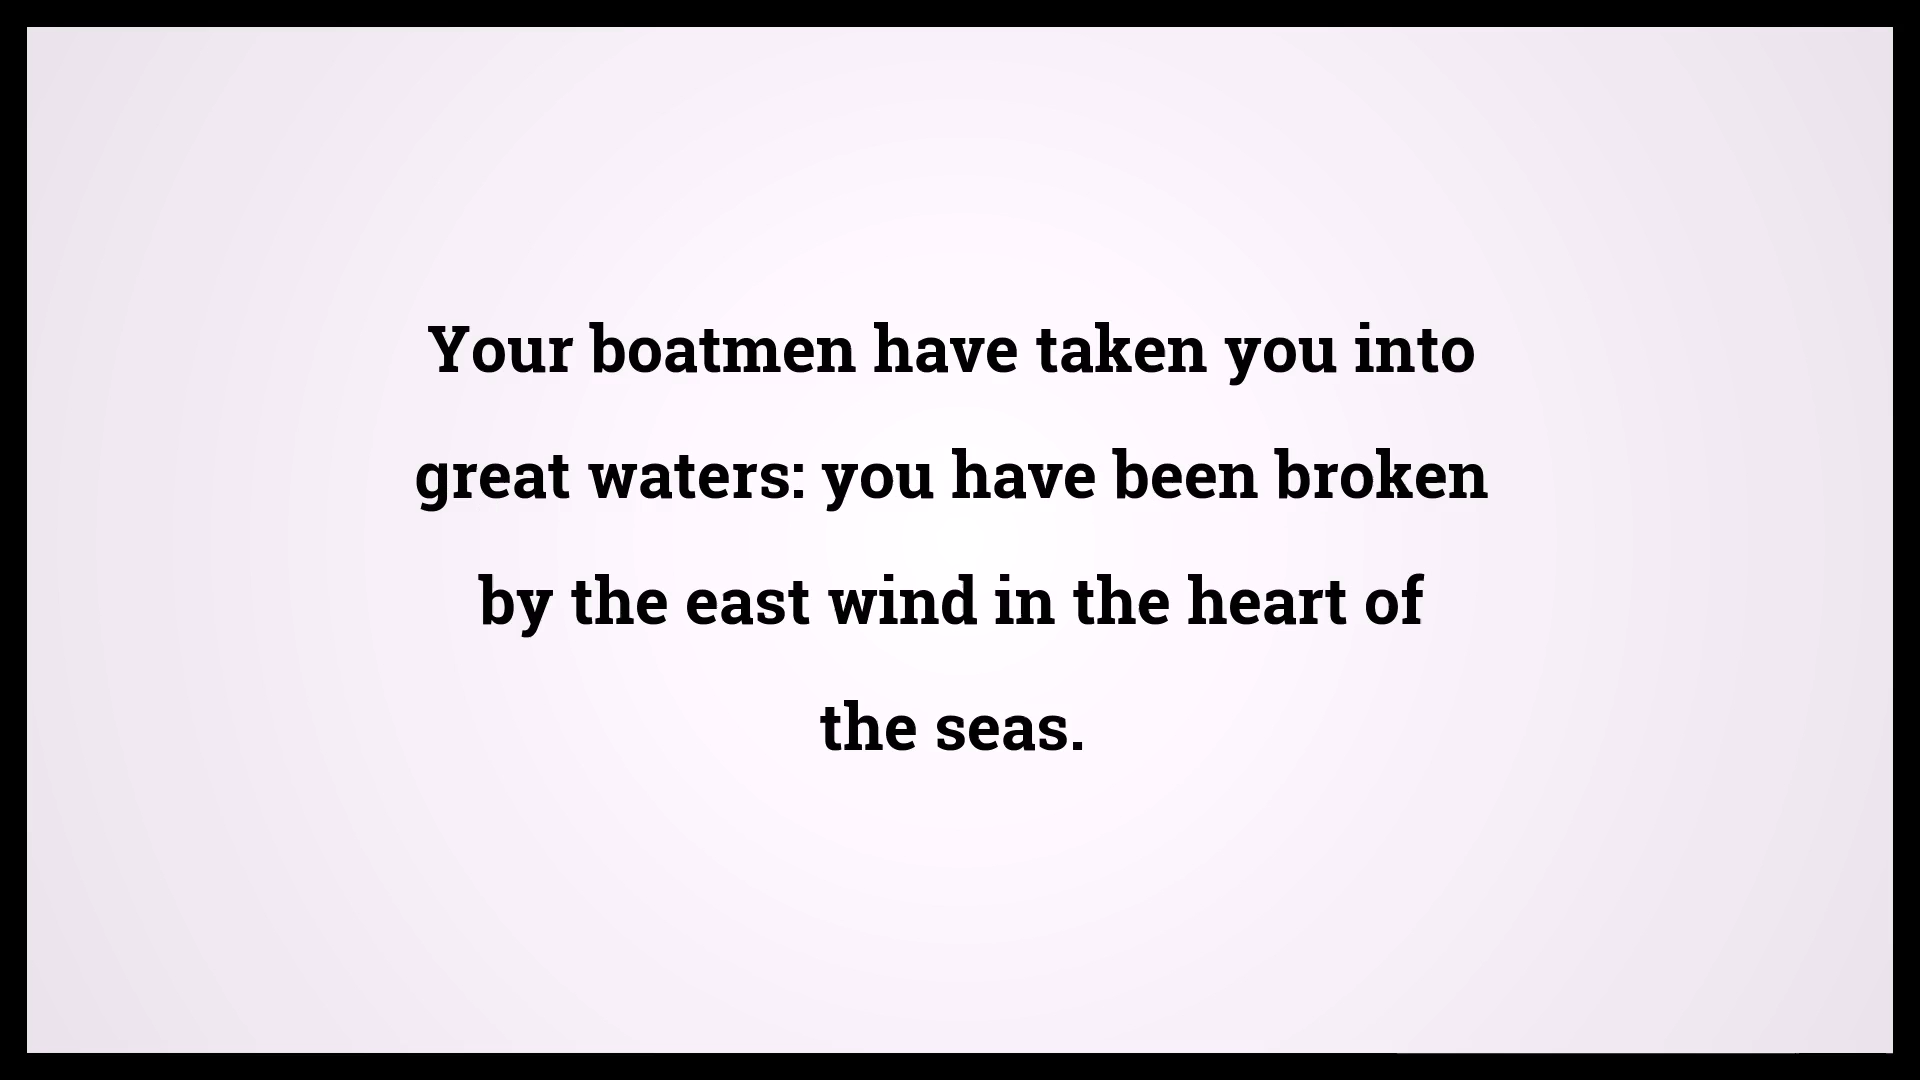 Your boatmen have taken you into
great waters: you have been broken
by the east wind in the heart of
the seas.